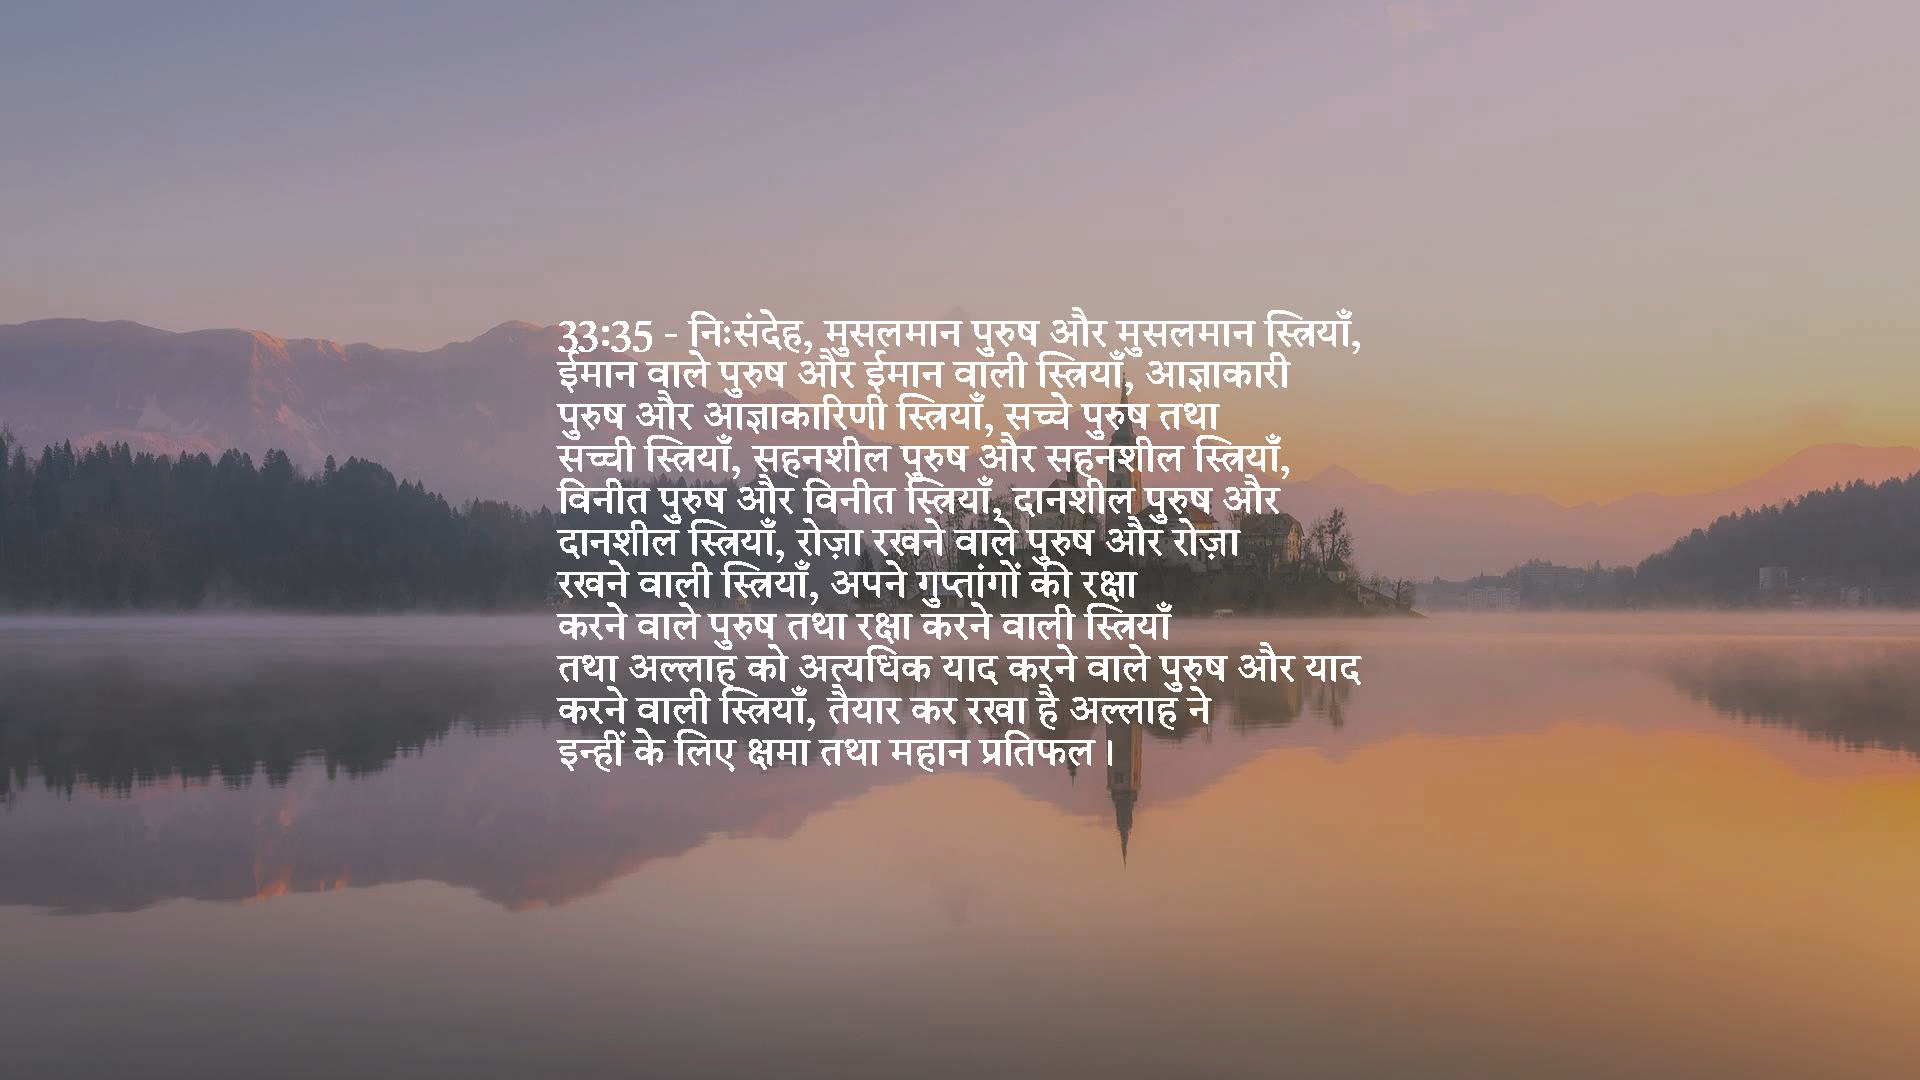 33:35 - निःसंदेह, मुसलमान पुरुष और मुसलमान स्त्रियाँ,
ईमान वाले पुरुष और ईमान वाली स्त्रियाँ, आज्ञाकारी
पुरुष और आज्ञाकारिणी स्त्रियाँ, सच्चे पुरुष तथा
सच्ची स्त्रियाँ, सहनशील पुरुष और सहनशील स्त्रियाँ,
विनीत पुरुष और विनीत स्त्रियाँ, दानशील पुरुष और
दानशील स्त्रियाँ, रोज़ा रखने वाले पुरुष और रोज़ा
रखने वाली स्त्रियाँ, अपने गुप्तांगों की रक्षा
करने वाले पुरुष तथा रक्षा करने वाली स्त्रियाँ
तथा अल्लाह को अत्यधिक याद करने वाले पुरुष और याद
करने वाली स्त्रियाँ, तैयार कर रखा है अल्लाह ने
इन्हीं के लिए क्षमा तथा महान प्रतिफल।